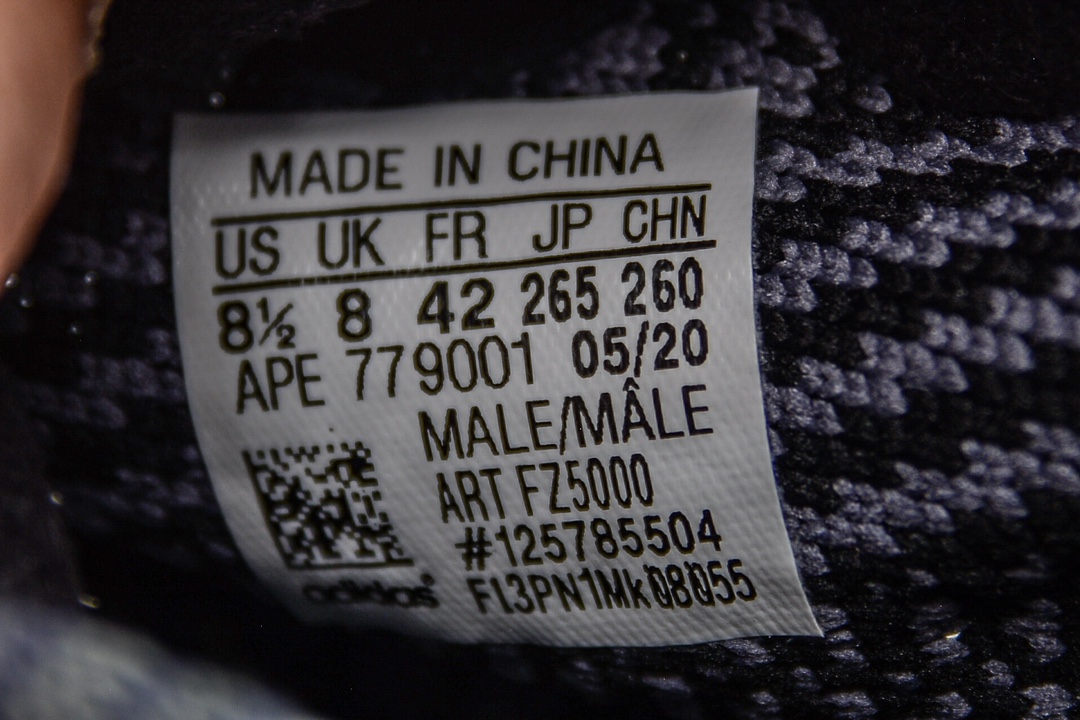 MADE IN CHINA
US UK FR JP CHN
8½ 8 42 265 260
APE 779001 05/20
MALE/MÂLE
ART FZ5000
#125785504
F13PN1Mk08055
adidas®